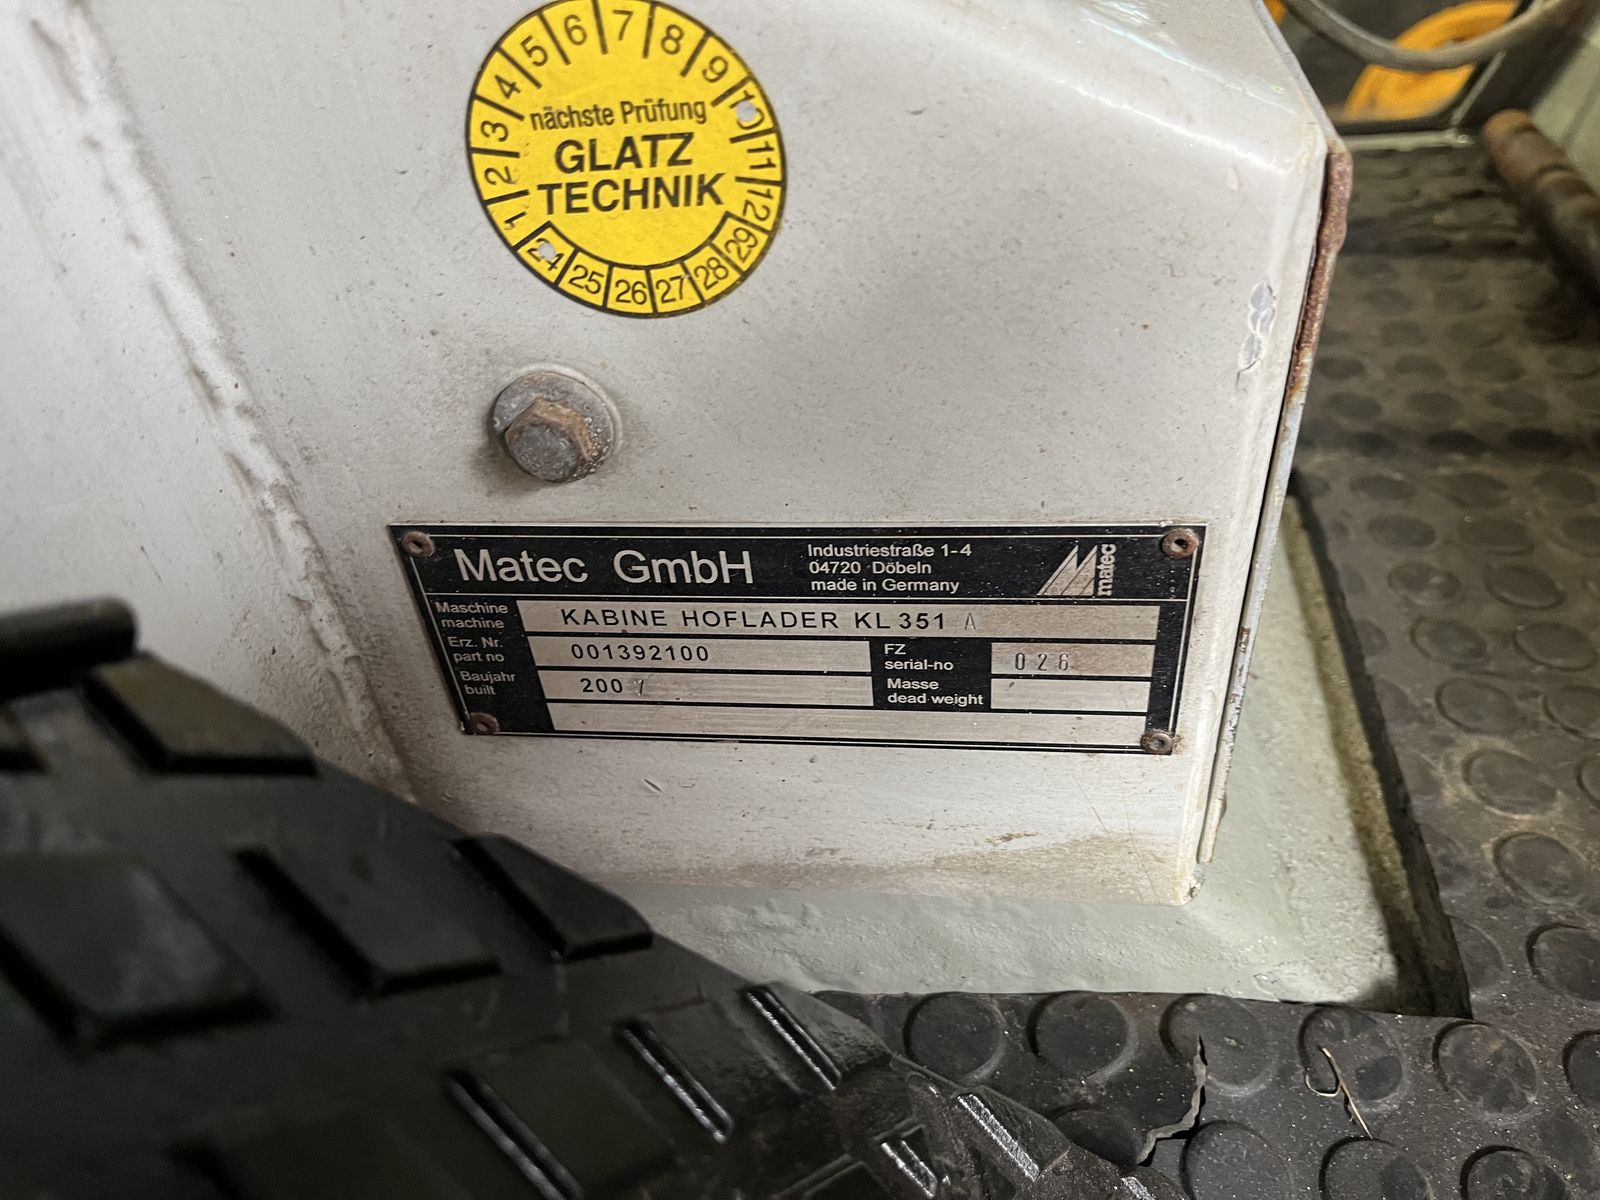 1 2 3 4 5 6 7 8 9 10 11 12
nächste Prüfung
GLATZ
TECHNIK
24 25 26 27 28 29
Matec GmbH
Industriestraße 1-4
04720 Döbeln
made in Germany
matec
Maschine
machine
KABINE HOFLADER KL 351 A
Erz. Nr.
part no
001392100
FZ
serial-no
026
Baujahr
built
2007
Masse
dead weight